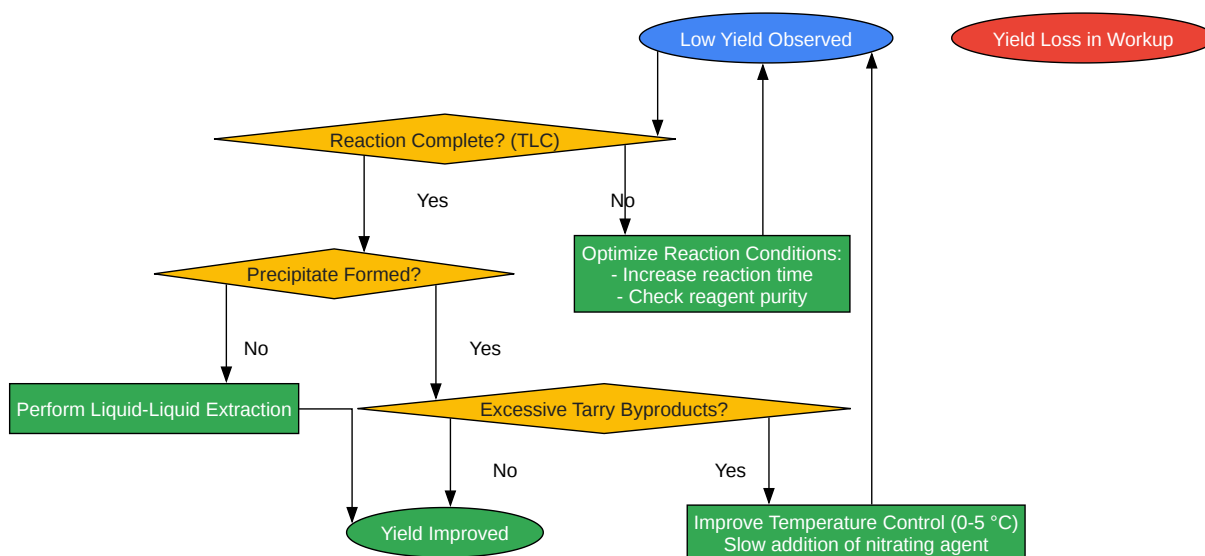 Low Yield Observed
Yield Loss in Workup
Reaction Complete? (TLC)
Yes
No
Optimize Reaction Conditions:
- Increase reaction time
- Check reagent purity
Precipitate Formed?
No
Yes
Perform Liquid-Liquid Extraction
Excessive Tarry Byproducts?
No
Yes
Yield Improved
Improve Temperature Control (0-5 °C)
Slow addition of nitrating agent